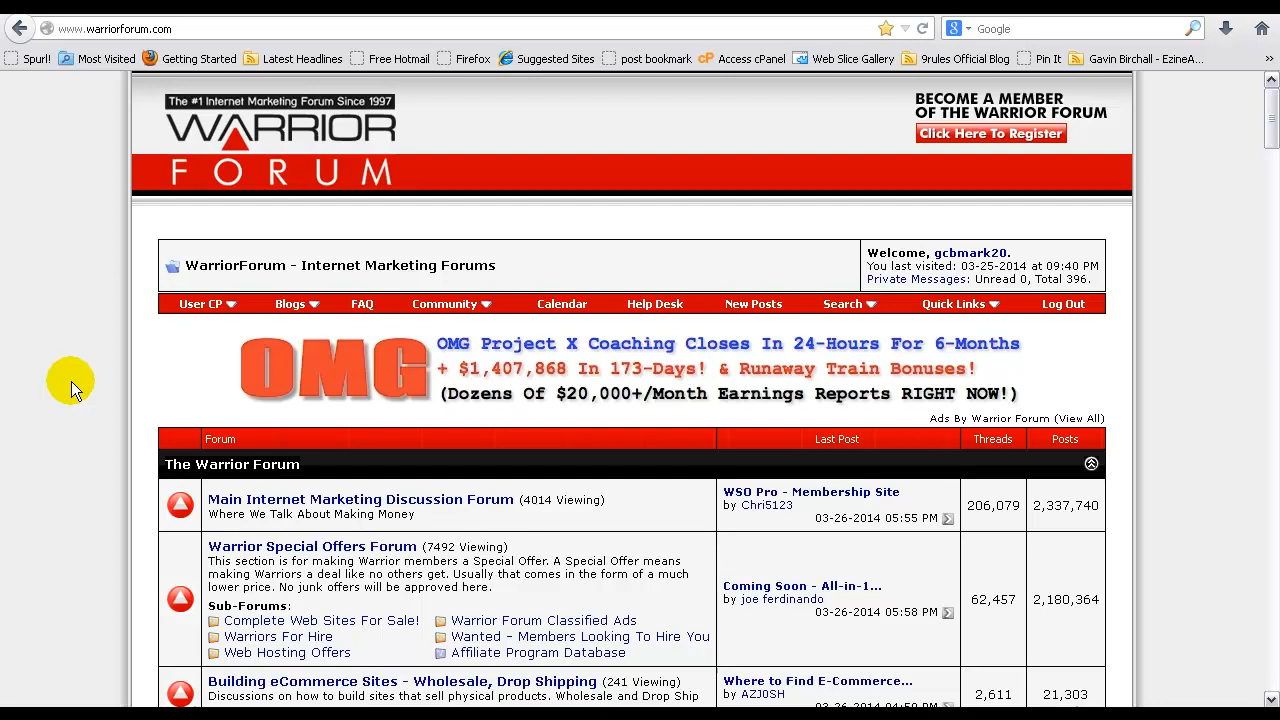 www.warriorforum.com
Google
Spurl! Most Visited Getting Started Latest Headlines Free Hotmail Firefox Suggested Sites post bookmark Access cPanel Web Slice Gallery 9rules Official Blog Pin It Gavin Birchall - EzineA... »
The #1 Internet Marketing Forum Since 1997
WARRIOR
FORUM
BECOME A MEMBER
OF THE WARRIOR FORUM
Click Here To Register
WarriorForum - Internet Marketing Forums
Welcome, gcbmark20.
You last visited: 03-25-2014 at 09:40 PM
Private Messages: Unread 0, Total 396.
User CP Blogs FAQ Community Calendar Help Desk New Posts Search Quick Links Log Out
OMG
OMG Project X Coaching Closes In 24-Hours For 6-Months
+ $1,407,868 In 173-Days! & Runaway Train Bonuses!
(Dozens Of $20,000+/Month Earnings Reports RIGHT NOW!)
Ads By Warrior Forum (View All)
Forum Last Post Threads Posts
The Warrior Forum
Main Internet Marketing Discussion Forum (4014 Viewing)
Where We Talk About Making Money
WSO Pro - Membership Site
by Chri5123
03-26-2014 05:55 PM
206,079 2,337,740
Warrior Special Offers Forum (7492 Viewing)
This section is for making Warrior members a Special Offer. A Special Offer means
making Warriors a deal like no others get. Usually that comes in the form of a much
lower price. No junk offers will be approved here.
Sub-Forums:
Complete Web Sites For Sale! Warrior Forum Classified Ads
Warriors For Hire Wanted - Members Looking To Hire You
Web Hosting Offers Affiliate Program Database
Coming Soon - All-in-1...
by joe ferdinando
03-26-2014 05:58 PM
62,457 2,180,364
Building eCommerce Sites - Wholesale, Drop Shipping (241 Viewing)
Discussions on how to build sites that sell physical products. Wholesale and Drop Ship
Where to Find E-Commerce...
by AZJ0SH
2,611 21,303